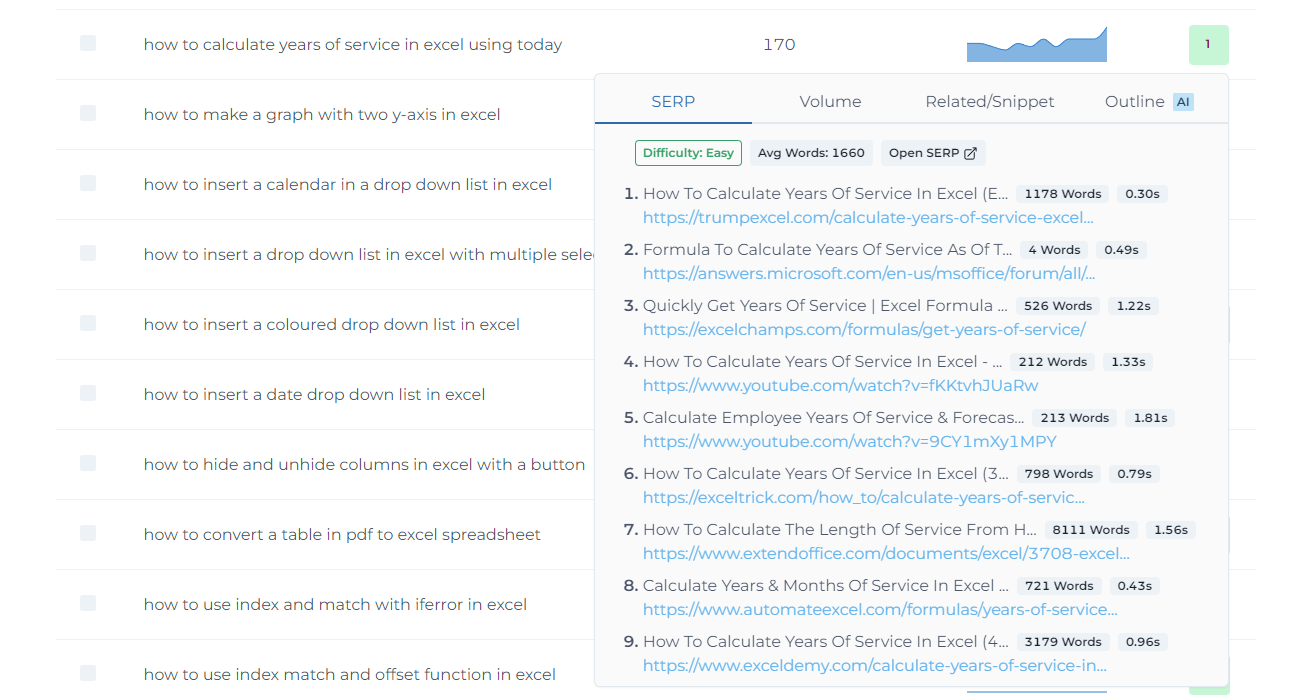 how to calculate years of service in excel using today 170 1
SERP Volume Related/Snippet Outline AI
how to make a graph with two y-axis in excel
Difficulty: Easy Avg Words: 1660 Open SERP
how to insert a calendar in a drop down list in excel
1. How To Calculate Years Of Service In Excel (E... 1178 Words 0.30s
https://trumpexcel.com/calculate-years-of-service-excel...
2. Formula To Calculate Years Of Service As Of T... 4 Words 0.49s
how to insert a drop down list in excel with multiple sele
https://answers.microsoft.com/en-us/msoffice/forum/all/...
3. Quickly Get Years Of Service | Excel Formula ... 526 Words 1.22s
how to insert a coloured drop down list in excel
https://excelchamps.com/formulas/get-years-of-service/
4. How To Calculate Years Of Service In Excel - ... 212 Words 1.33s
https://www.youtube.com/watch?v=fKKtvhJUaRw
how to insert a date drop down list in excel
5. Calculate Employee Years Of Service & Forecas... 213 Words 1.81s
https://www.youtube.com/watch?v=9CY1mXy1MPY
how to hide and unhide columns in excel with a button
6. How To Calculate Years Of Service In Excel (3... 798 Words 0.79s
https://exceltrick.com/how_to/calculate-years-of-servic...
7. How To Calculate The Length Of Service From H... 8111 Words 1.56s
how to convert a table in pdf to excel spreadsheet
https://www.extendoffice.com/documents/excel/3708-excel...
8. Calculate Years & Months Of Service In Excel ... 721 Words 0.43s
how to use index and match with iferror in excel
https://www.automateexcel.com/formulas/years-of-service...
9. How To Calculate Years Of Service In Excel (4... 3179 Words 0.96s
https://www.exceldemy.com/calculate-years-of-service-in...
how to use index match and offset function in excel